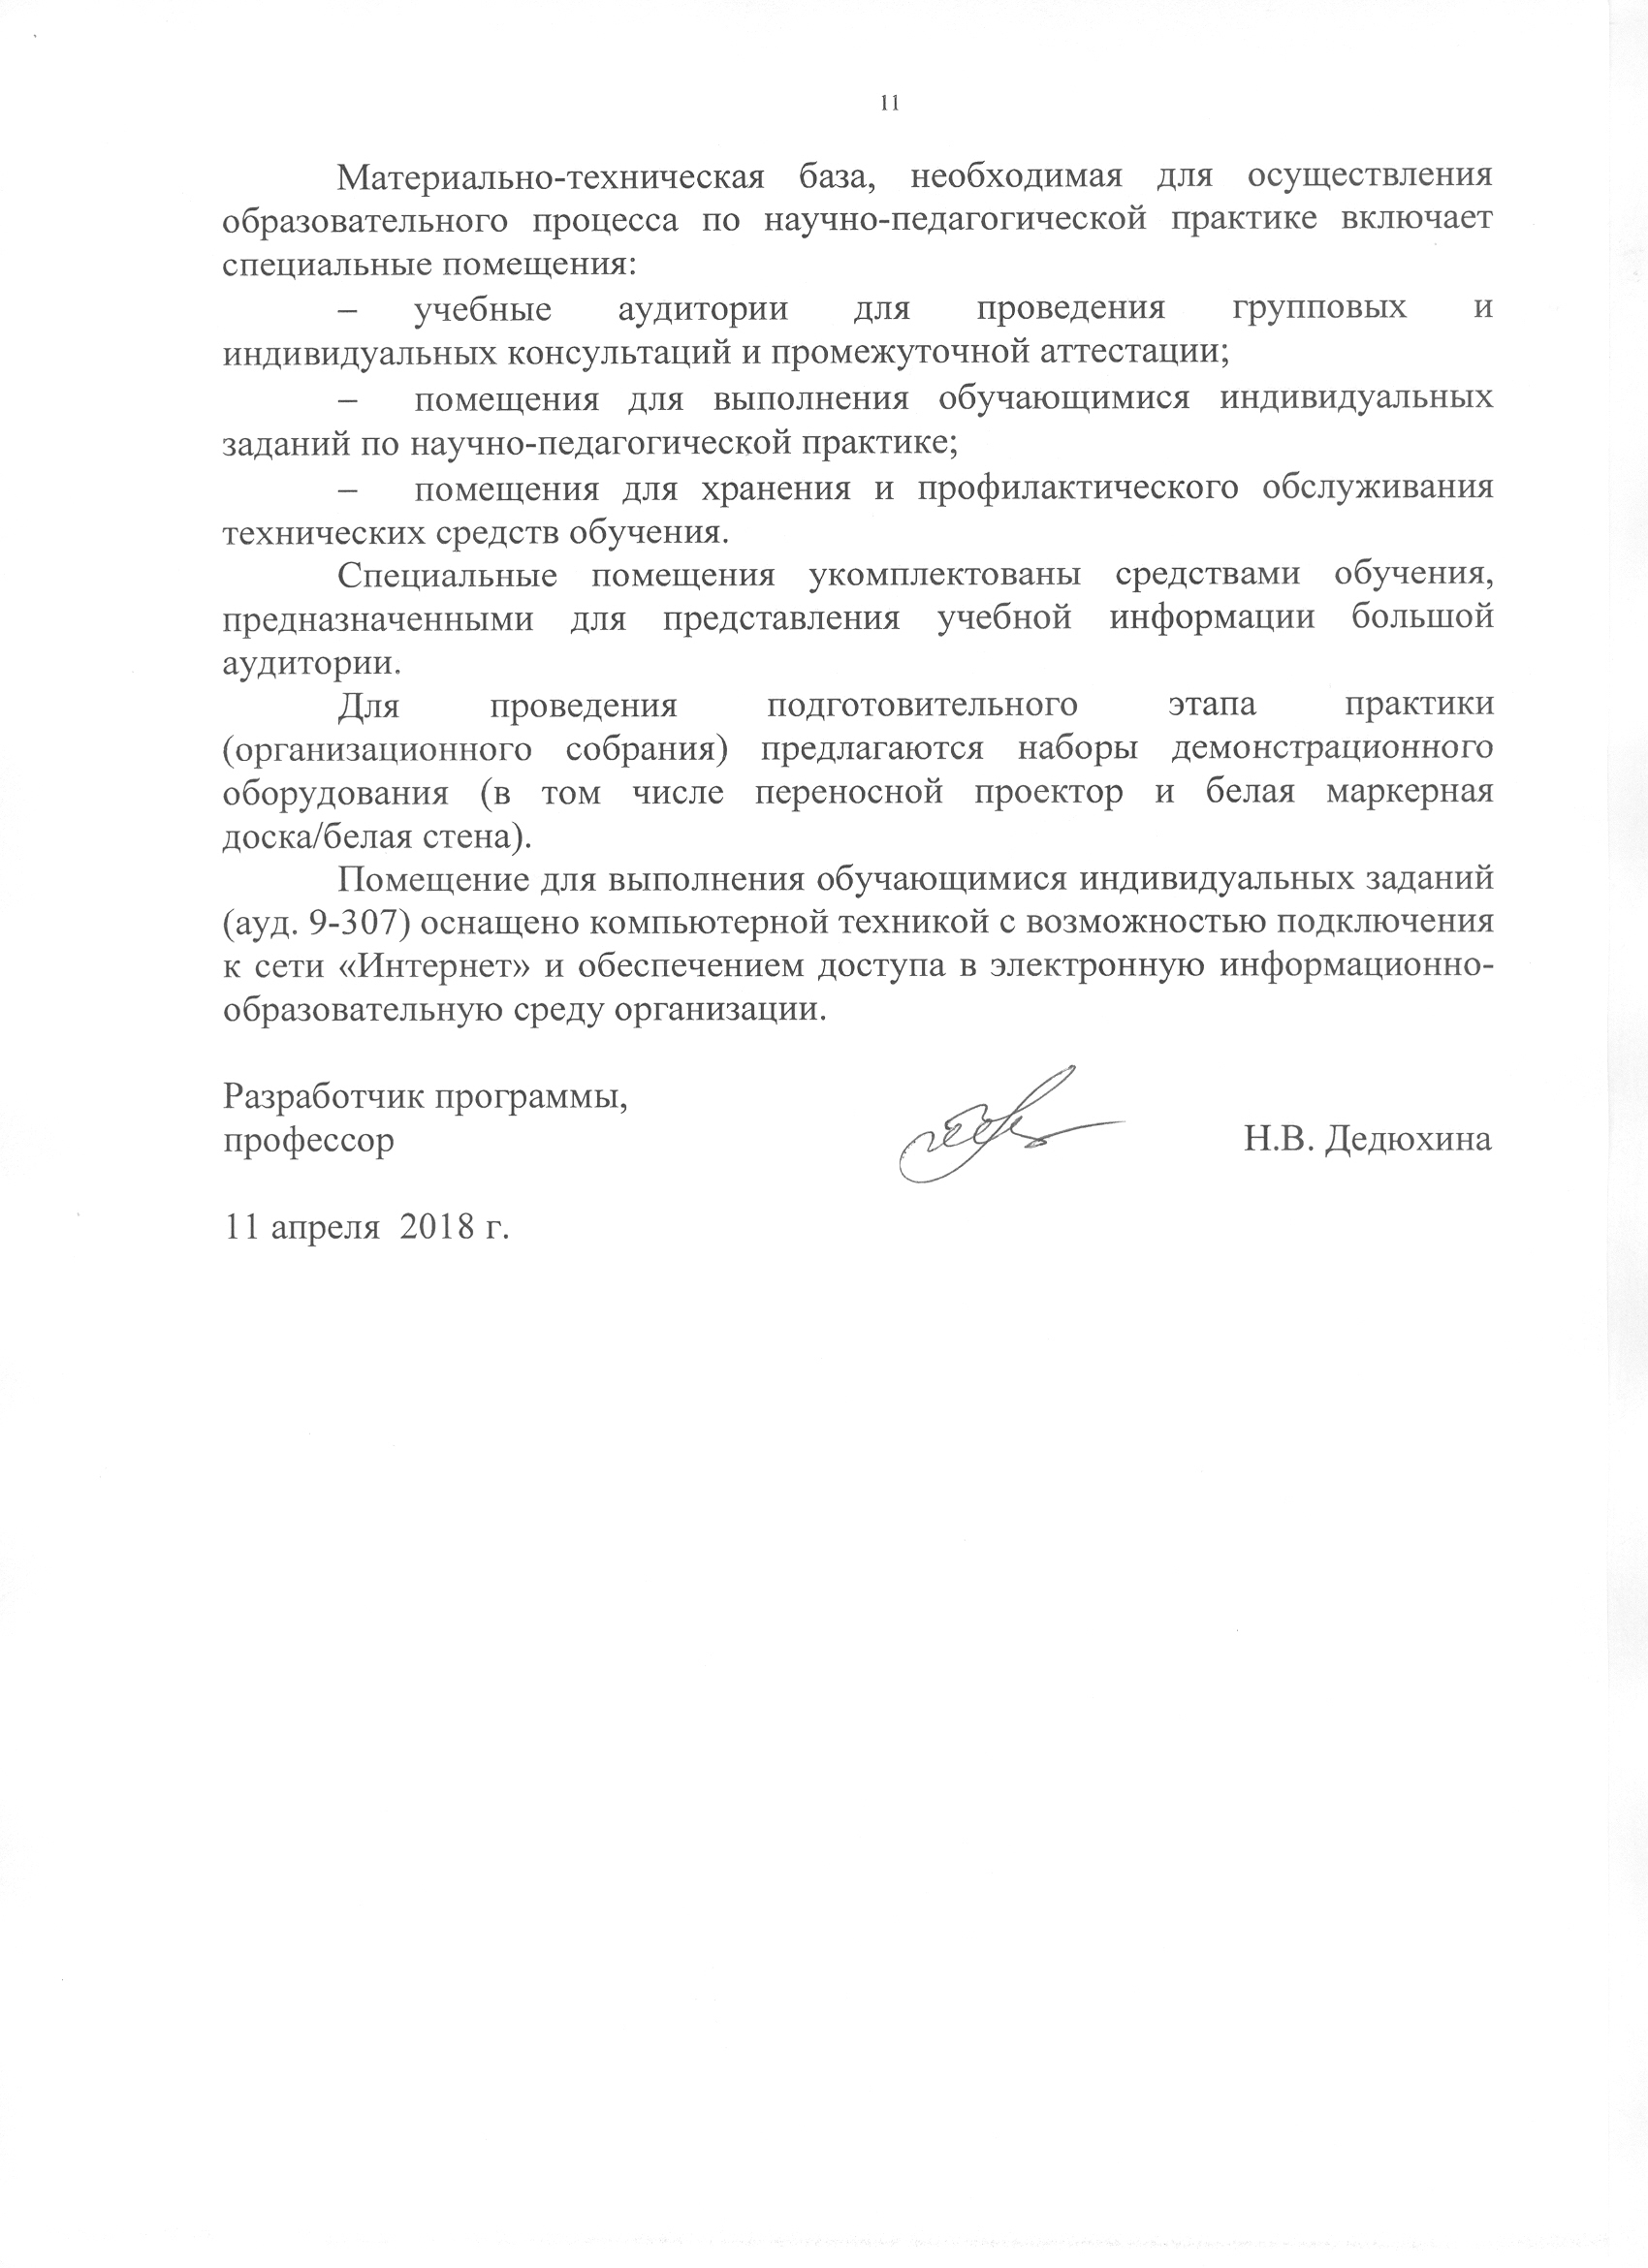 11
Материально-техническая база, необходимая для осуществления
образовательного процесса по научно-педагогической практике включает
специальные помещения:
– учебные аудитории для проведения групповых и
индивидуальных консультаций и промежуточной аттестации;
– помещения для выполнения обучающимися индивидуальных
заданий по научно-педагогической практике;
– помещения для хранения и профилактического обслуживания
технических средств обучения.
Специальные помещения укомплектованы средствами обучения,
предназначенными для представления учебной информации большой
аудитории.
Для проведения подготовительного этапа практики
(организационного собрания) предлагаются наборы демонстрационного
оборудования (в том числе переносной проектор и белая маркерная
доска/белая стена).
Помещение для выполнения обучающимися индивидуальных заданий
(ауд. 9-307) оснащено компьютерной техникой с возможностью подключения
к сети «Интернет» и обеспечением доступа в электронную информационно-
образовательную среду организации.
Разработчик программы,
профессор Н.В. Дедюхина
11 апреля 2018 г.